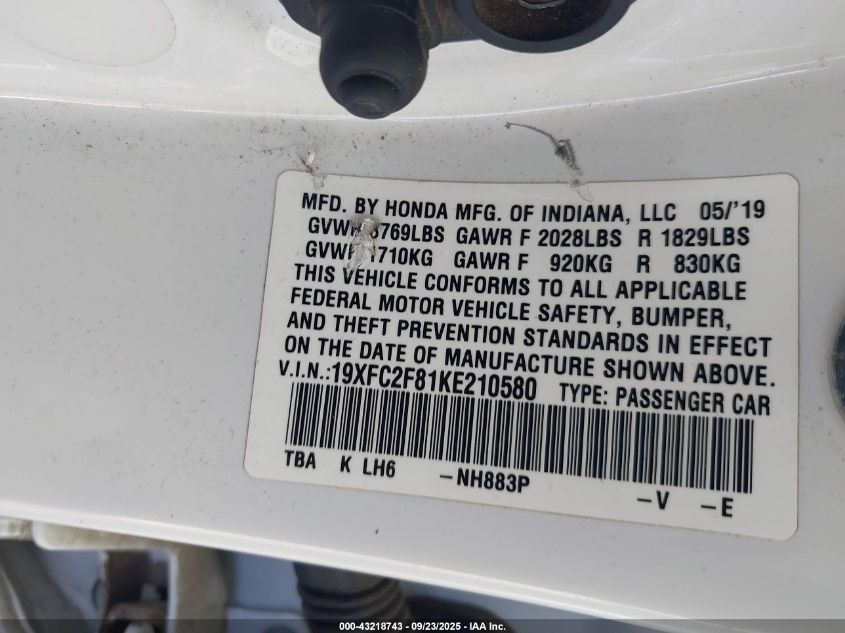 MFD. BY HONDA MFG. OF INDIANA, LLC 05/'19
769LBS GAWR F 2028LBS R 1829LBS
710KG GAWR F 920KG R 830KG
THIS VEHICLE CONFORMS TO ALL APPLICABLE
FEDERAL MOTOR VEHICLE SAFETY, BUMPER,
AND THEFT PREVENTION STANDARDS IN EFFECT
ON THE DATE OF MANUFACTURE SHOWN ABOVE.
V.I.N.:19XFC2F81KE210580 TYPE: PASSENGER CAR
TBA K LH6 -NH883P -V -E
000-43218743 - 09/23/2025 - IAA Inc.